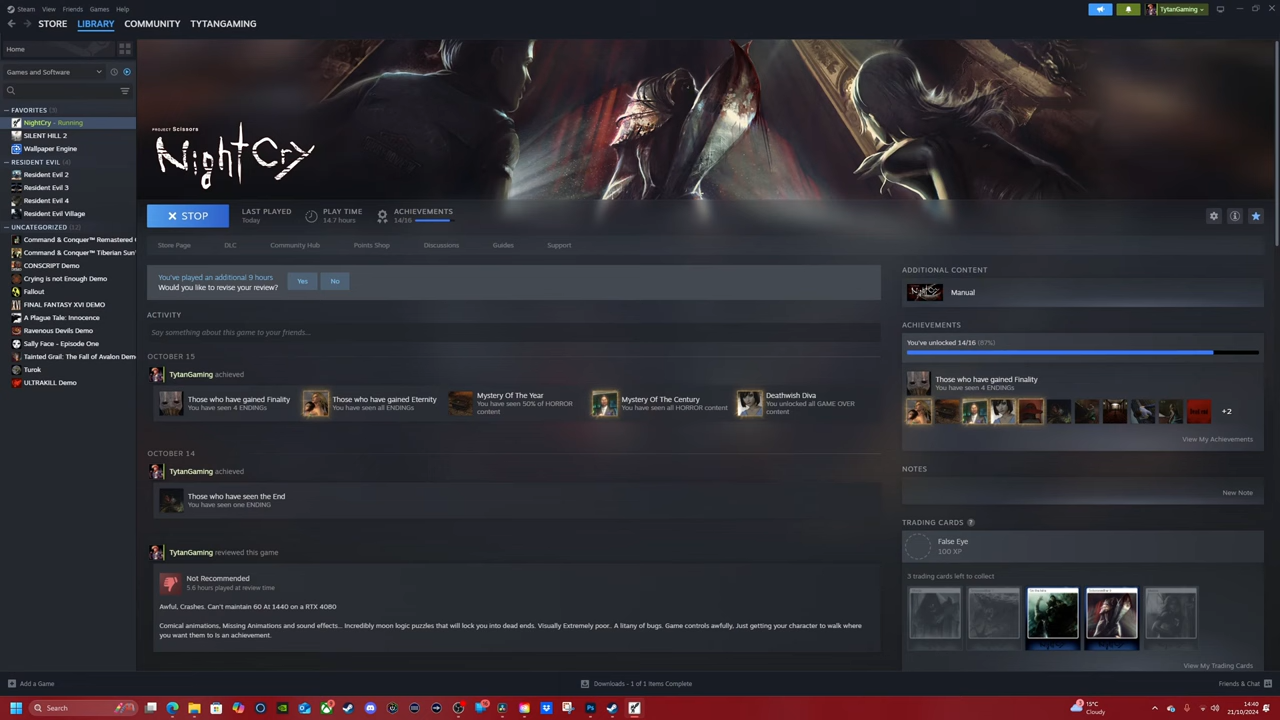 Steam View Friends Games Help
TytanGaming
STORE LIBRARY COMMUNITY TYTANGAMING
Home
Games and Software
FAVORITES (3)
NightCry - Running
SILENT HILL 2
Wallpaper Engine
RESIDENT EVIL (4)
Resident Evil 2
Resident Evil 3
Resident Evil 4
Resident Evil Village
UNCATEGORIZED (12)
Command & Conquer™ Remastered
Command & Conquer™ Tiberian Sun
CONSCRIPT Demo
Crying is not Enough Demo
Fallout
FINAL FANTASY XVI DEMO
A Plague Tale: Innocence
Ravenous Devils Demo
Sally Face - Episode One
Tainted Grail: The Fall of Avalon Demo
Turok
ULTRAKILL Demo
PROJECT Scissors
NightCry
STOP
LAST PLAYED
Today
PLAY TIME
14.7 hours
ACHIEVEMENTS
14/16
Store Page DLC Community Hub Points Shop Discussions Guides Support
You've played an additional 9 hours
Would you like to revise your review?
Yes No
ACTIVITY
Say something about this game to your friends...
OCTOBER 15
TytanGaming achieved
Those who have gained Finality
You have seen 4 ENDINGs
Those who have gained Eternity
You have seen all ENDINGs
Mystery Of The Year
You have seen 50% of HORROR
content
Mystery Of The Century
You have seen all HORROR content
Deathwish Diva
You unlocked all GAME OVER
content
OCTOBER 14
TytanGaming achieved
Those who have seen the End
You have seen one ENDING
TytanGaming reviewed this game
Not Recommended
5.6 hours played at review time
Awful, Crashes. Can't maintain 60 At 1440 on a RTX 4080
Comical animations, Missing Animations and sound effects... Incredibly moon logic puzzles that will lock you into dead ends. Visually Extremely poor.. A litany of bugs. Game controls awfully, Just getting your character to walk where
you want them to Is an achievement.
ADDITIONAL CONTENT
Manual
ACHIEVEMENTS
You've unlocked 14/16 (87%)
Those who have gained Finality
You have seen 4 ENDINGs
+2
View My Achievements
NOTES
New Note
TRADING CARDS ?
False Eye
100 XP
3 trading cards left to collect
View My Trading Cards
Add a Game
Downloads - 1 of 1 Items Complete
Friends & Chat
Search
15°C
Cloudy
14:40
21/10/2024